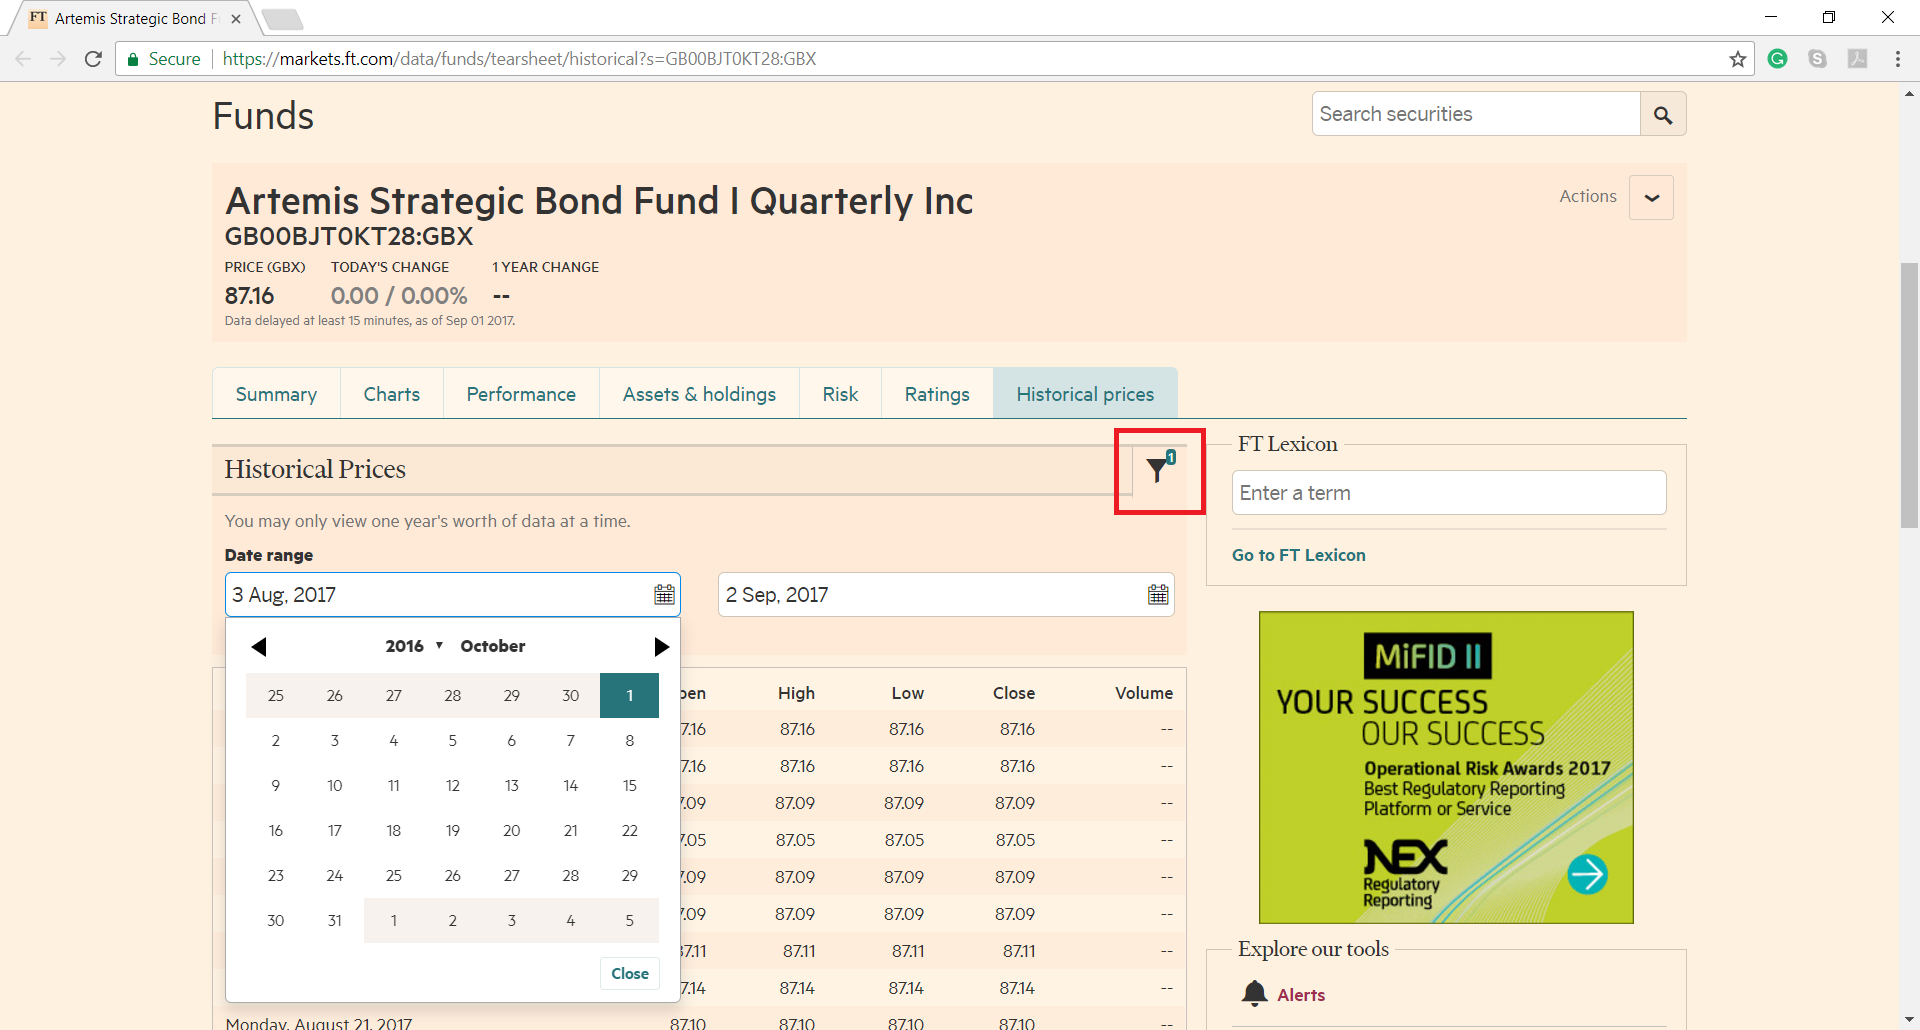 FT Artemis Strategic Bond F
Secure https://markets.ft.com/data/funds/tearsheet/historical?s=GB00BJT0KT28:GBX
Funds
Search securities
Artemis Strategic Bond Fund I Quarterly Inc
Actions
GB00BJT0KT28:GBX
PRICE (GBX) TODAY'S CHANGE 1 YEAR CHANGE
87.16 0.00 / 0.00% --
Data delayed at least 15 minutes, as of Sep 01 2017.
Summary Charts Performance Assets & holdings Risk Ratings Historical prices
Historical Prices
1
You may only view one year's worth of data at a time.
Date range
3 Aug, 2017 2 Sep, 2017
2016 ▼ October
25 26 27 28 29 30 1
2 3 4 5 6 7 8
9 10 11 12 13 14 15
16 17 18 19 20 21 22
23 24 25 26 27 28 29
30 31 1 2 3 4 5
Close
pen High Low Close Volume
7.16 87.16 87.16 87.16 --
7.16 87.16 87.16 87.16 --
7.09 87.09 87.09 87.09 --
7.05 87.05 87.05 87.05 --
7.09 87.09 87.09 87.09 --
7.09 87.09 87.09 87.09 --
87.11 87.11 87.11 87.11 --
7.14 87.14 87.14 87.14 --
Monday, August 21, 2017 87.10 87.10 87.10 87.10 --
FT Lexicon
Enter a term
Go to FT Lexicon
MiFID II
YOUR SUCCESS
OUR SUCCESS
Operational Risk Awards 2017
Best Regulatory Reporting
Platform or Service
NEX
Regulatory
Reporting
Explore our tools
Alerts